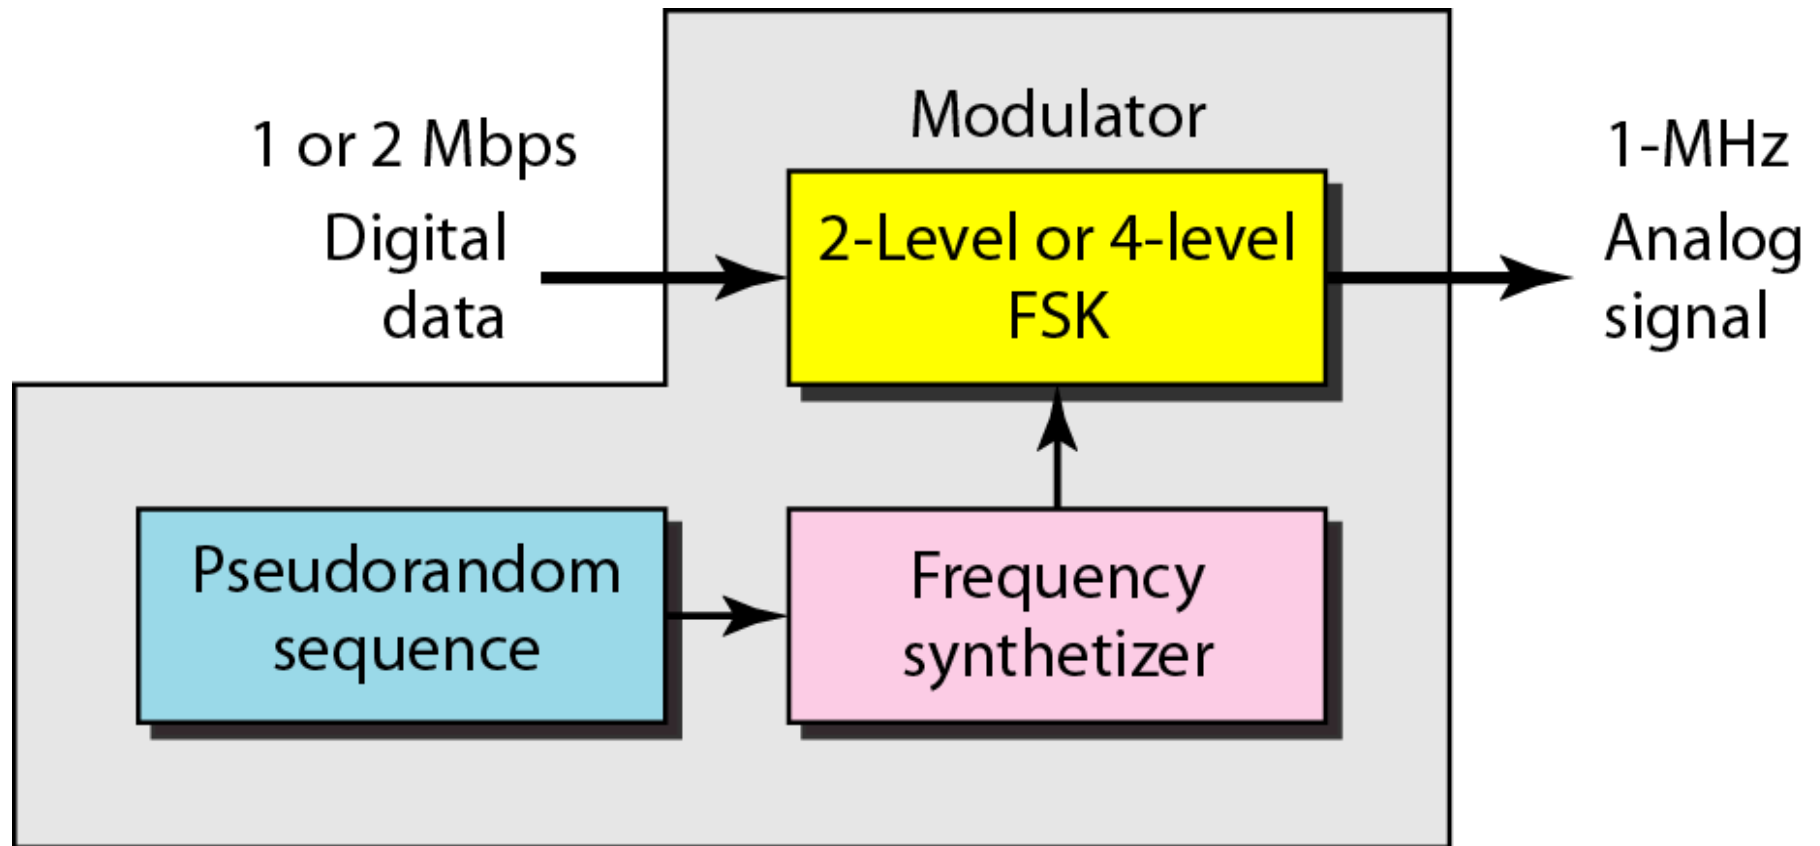 1 or 2 Mbps
Digital
data
Modulator
2-Level or 4-level
FSK
1-MHz
Analog
signal
Pseudorandom
sequence
Frequency
synthetizer